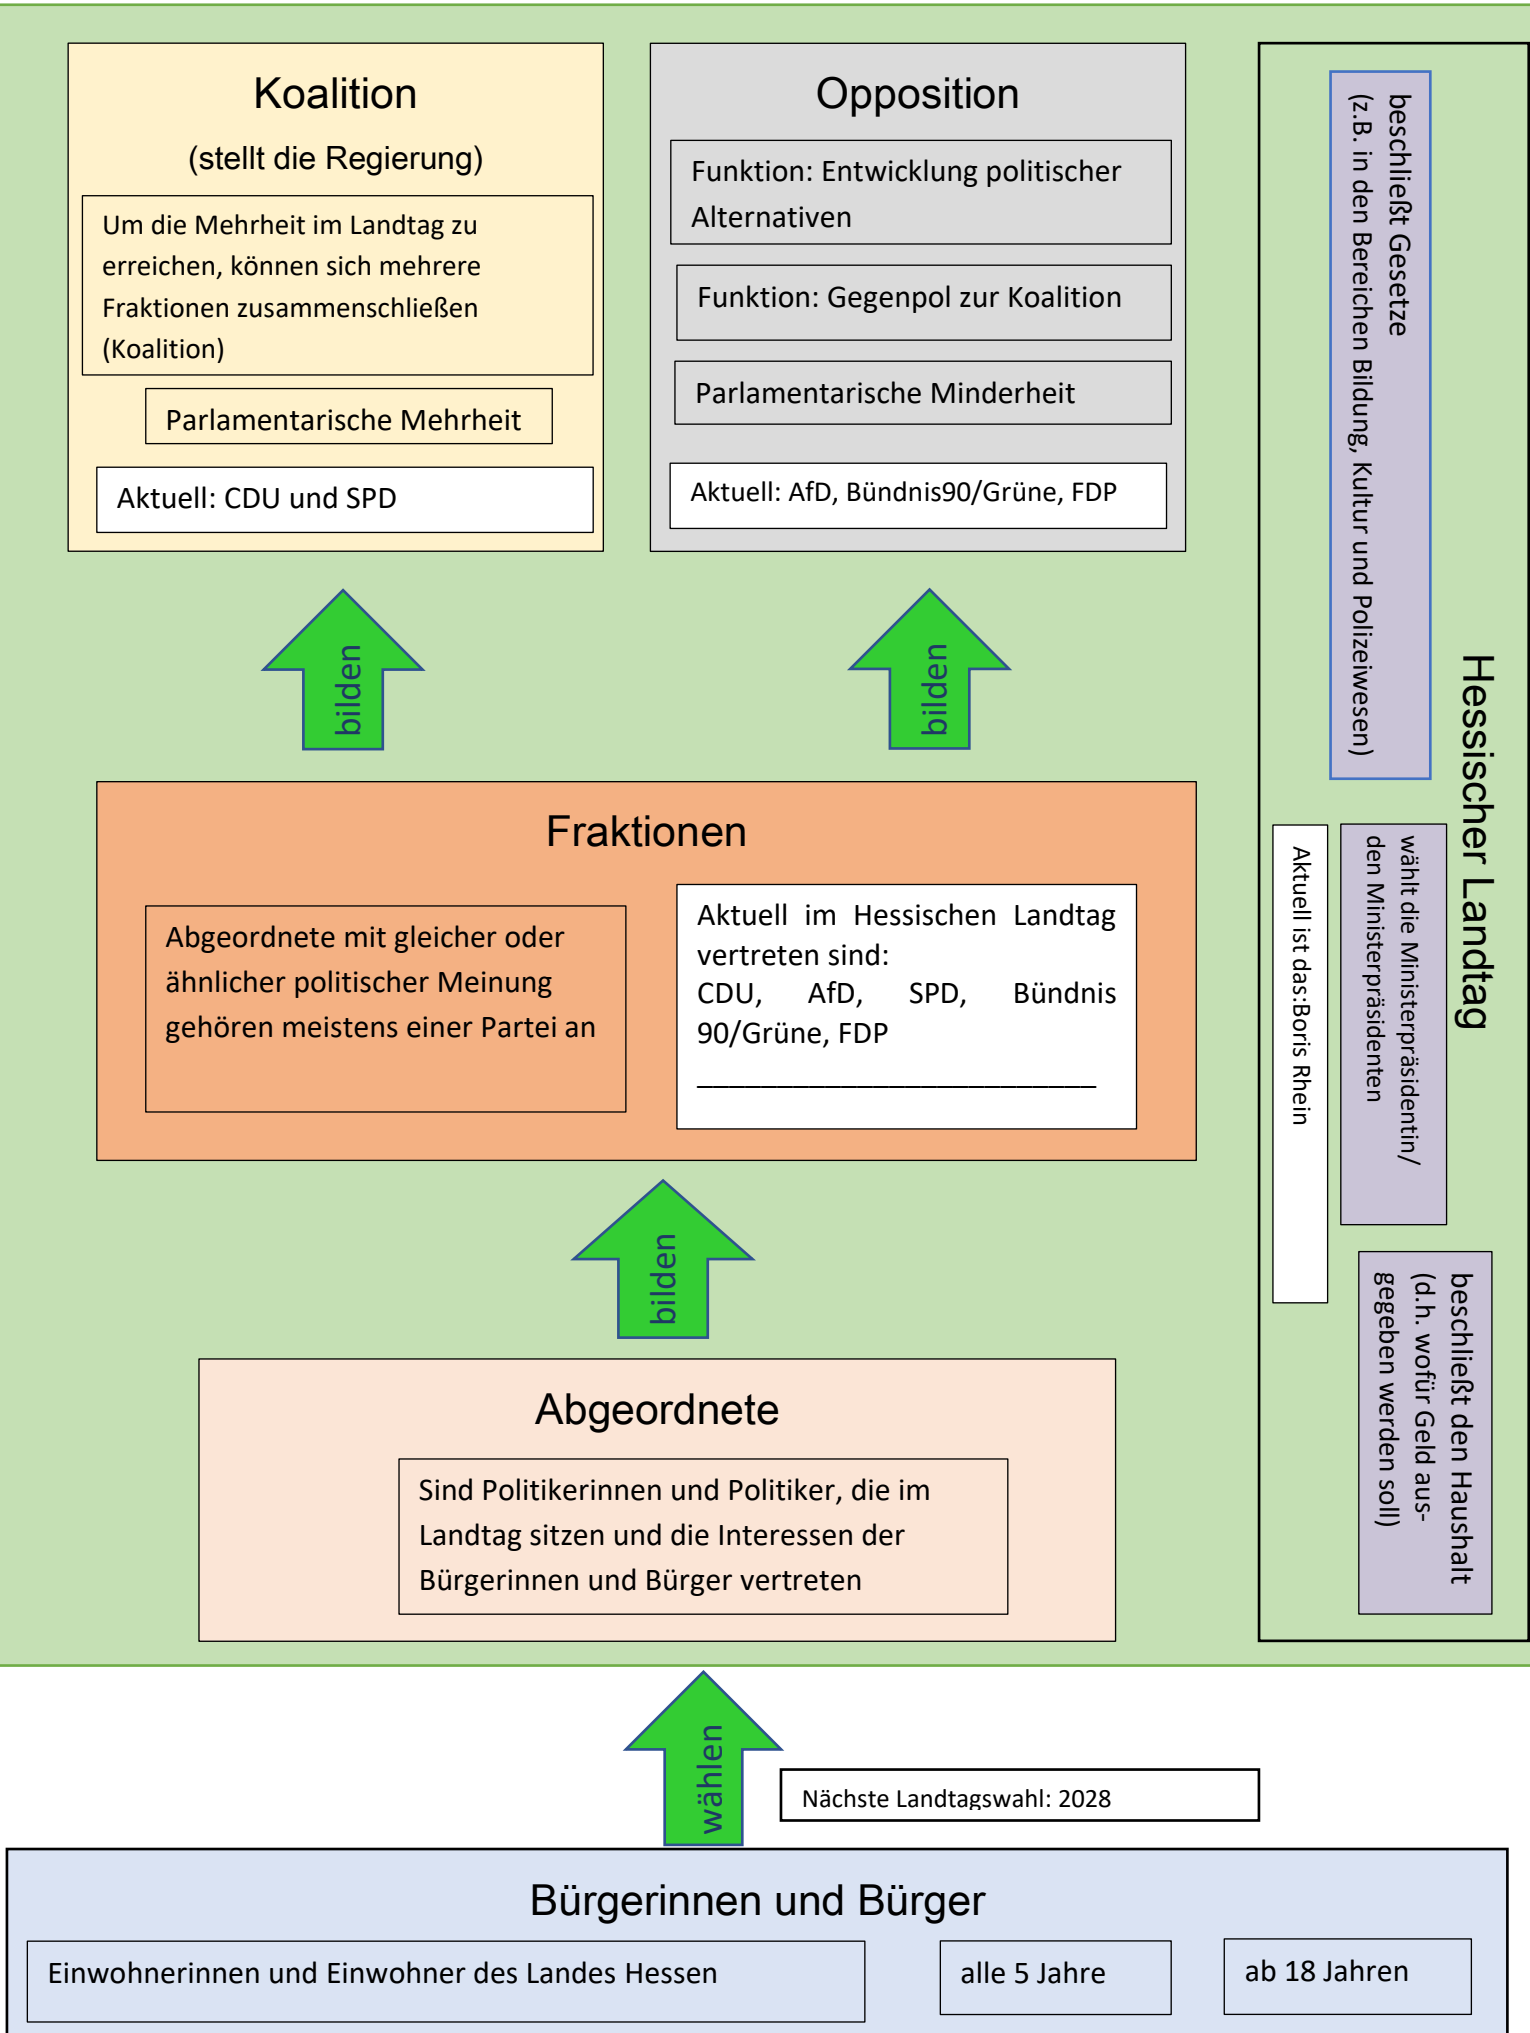 Koalition
(stellt die Regierung)
Um die Mehrheit im Landtag zu
erreichen, können sich mehrere
Fraktionen zusammenschließen
(Koalition)
Parlamentarische Mehrheit
Aktuell: CDU und SPD
Opposition
Funktion: Entwicklung politischer
Alternativen
Funktion: Gegenpol zur Koalition
Parlamentarische Minderheit
Aktuell: AfD, Bündnis90/Grüne, FDP
bilden
bilden
Fraktionen
Abgeordnete mit gleicher oder
ähnlicher politischer Meinung
gehören meistens einer Partei an
Aktuell im Hessischen Landtag
vertreten sind:
CDU, AfD, SPD, Bündnis
90/Grüne, FDP
bilden
Abgeordnete
Sind Politikerinnen und Politiker, die im
Landtag sitzen und die Interessen der
Bürgerinnen und Bürger vertreten
Hessischer Landtag
beschließt Gesetze
(z.B. in den Bereichen Bildung, Kultur und Polizeiwesen)
wählt die Ministerpräsidentin/
den Ministerpräsidenten
Aktuell ist das:Boris Rhein
beschließt den Haushalt
(d.h. wofür Geld aus-
gegeben werden soll)
wählen
Nächste Landtagswahl: 2028
Bürgerinnen und Bürger
Einwohnerinnen und Einwohner des Landes Hessen
alle 5 Jahre
ab 18 Jahren